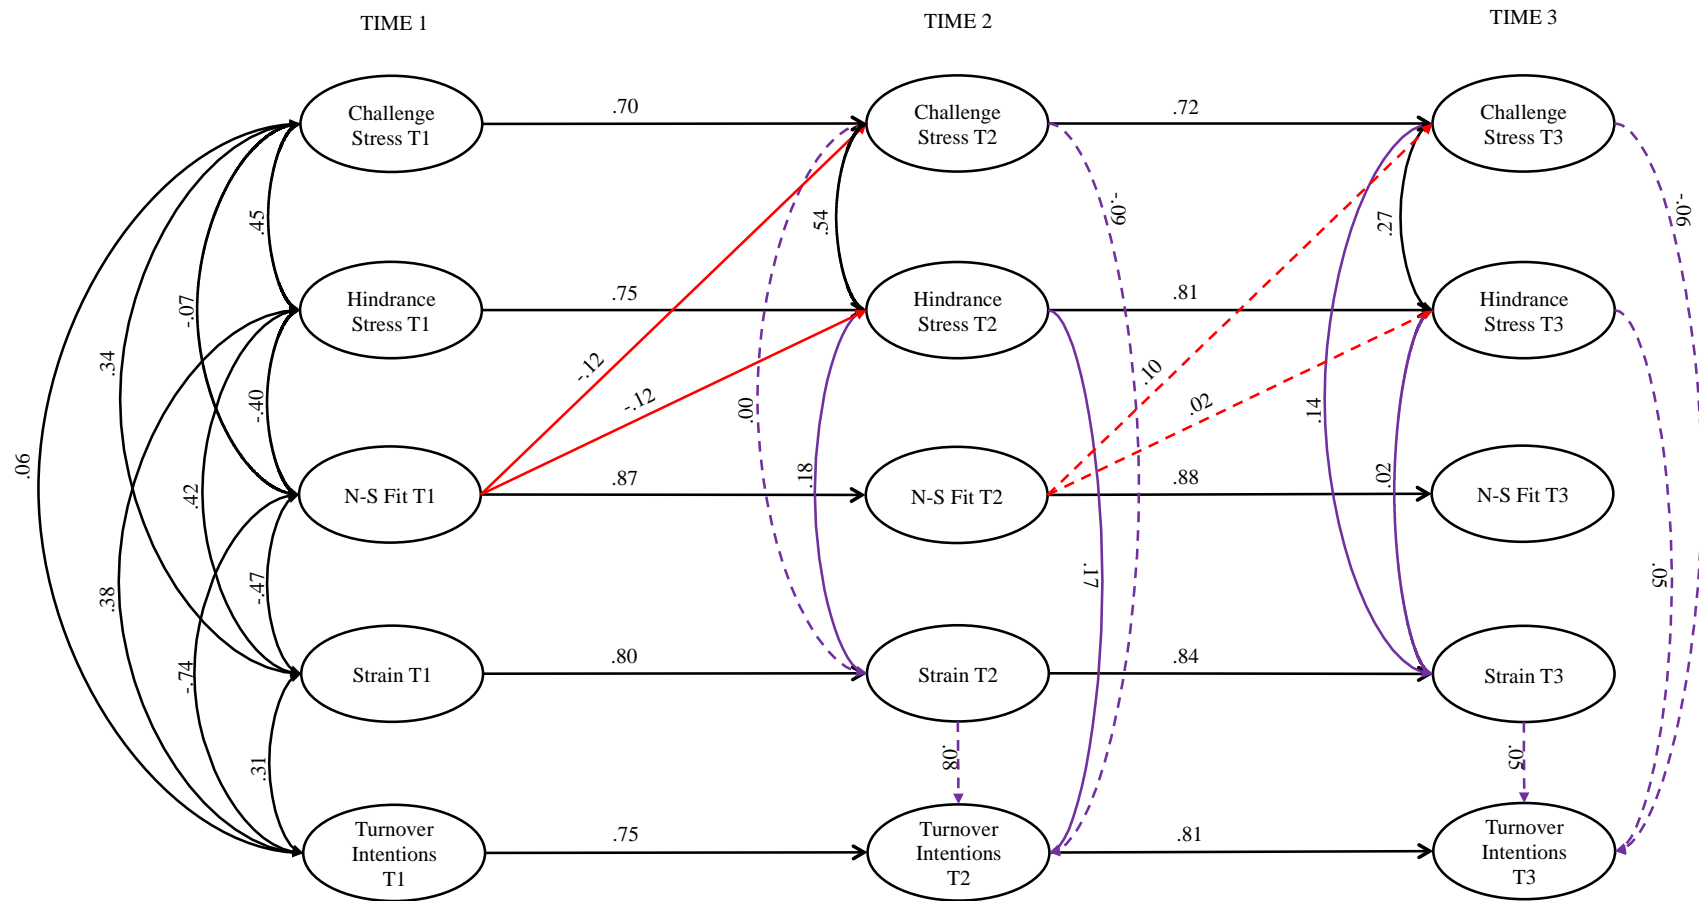 TIME 1
TIME 2
TIME 3
Challenge
Stress T1
.70
Challenge
Stress T2
.72
Challenge
Stress T3
.45
.54
-.09
.27
-.06
Hindrance
Stress T1
.75
Hindrance
Stress T2
.81
Hindrance
Stress T3
-.07
.34
-.40
-.12
-.12
.00
.10
.02
.14
.06
N-S Fit T1
.87
N-S Fit T2
.88
N-S Fit T3
.42
.18
.02
.38
-.47
.17
.05
Strain T1
.80
Strain T2
.84
Strain T3
-.74
.31
.08
.05
Turnover
Intentions
T1
.75
Turnover
Intentions
T2
.81
Turnover
Intentions
T3